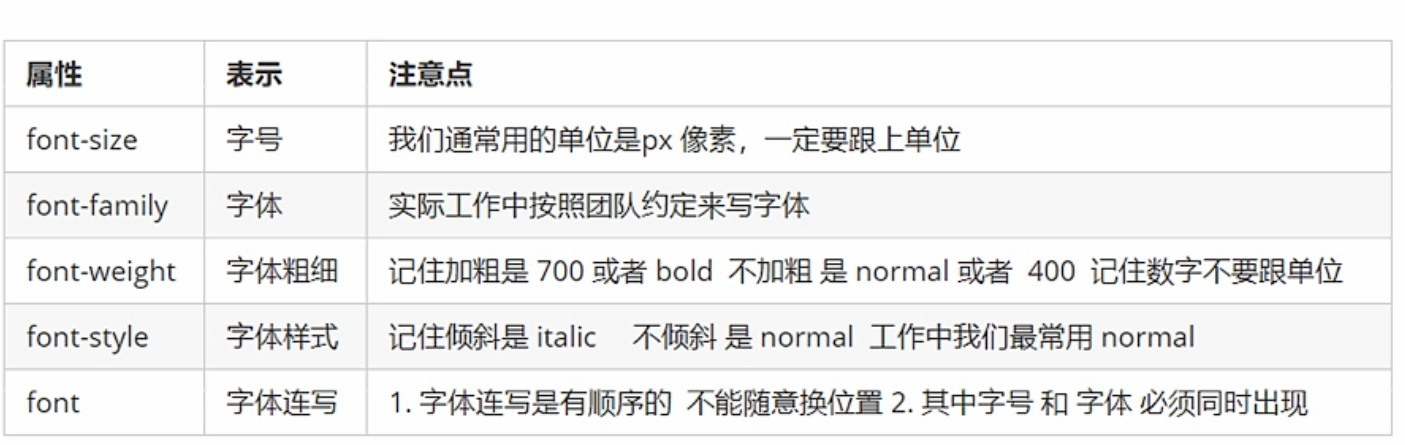 属性 表示 注意点
font-size 字号 我们通常用的单位是px 像素，一定要跟上单位
font-family 字体 实际工作中按照团队约定来写字体
font-weight 字体粗细 记住加粗是 700 或者 bold 不加粗 是 normal 或者 400 记住数字不要跟单位
font-style 字体样式 记住倾斜是 italic 不倾斜 是 normal 工作中我们最常用 normal
font 字体连写 1. 字体连写是有顺序的 不能随意换位置 2. 其中字号 和 字体 必须同时出现